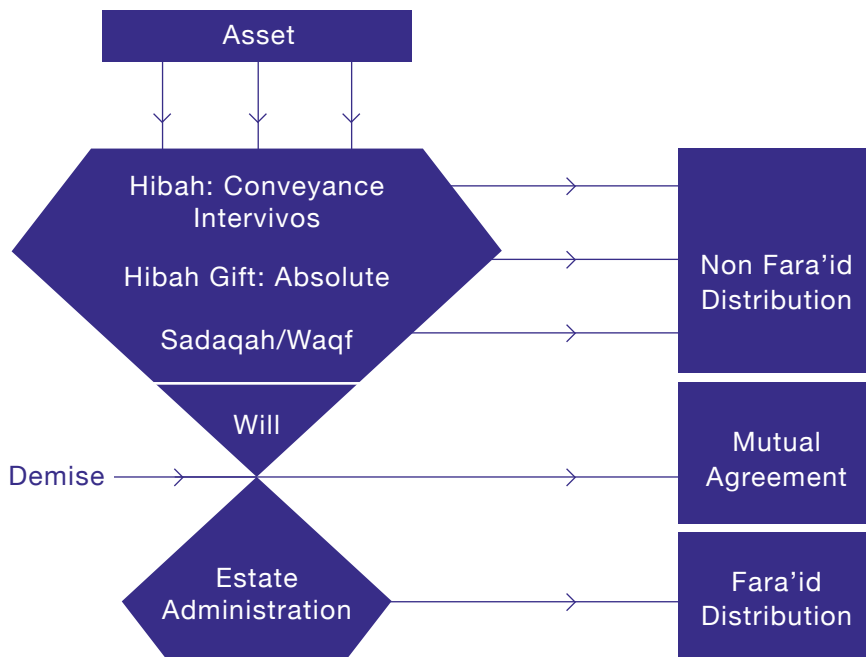 Asset
Hibah: Conveyance
Intervivos
Hibah Gift: Absolute
Sadaqah/Waqf
Non Fara’id
Distribution
Will
Demise
Mutual
Agreement
Estate
Administration
Fara’id
Distribution